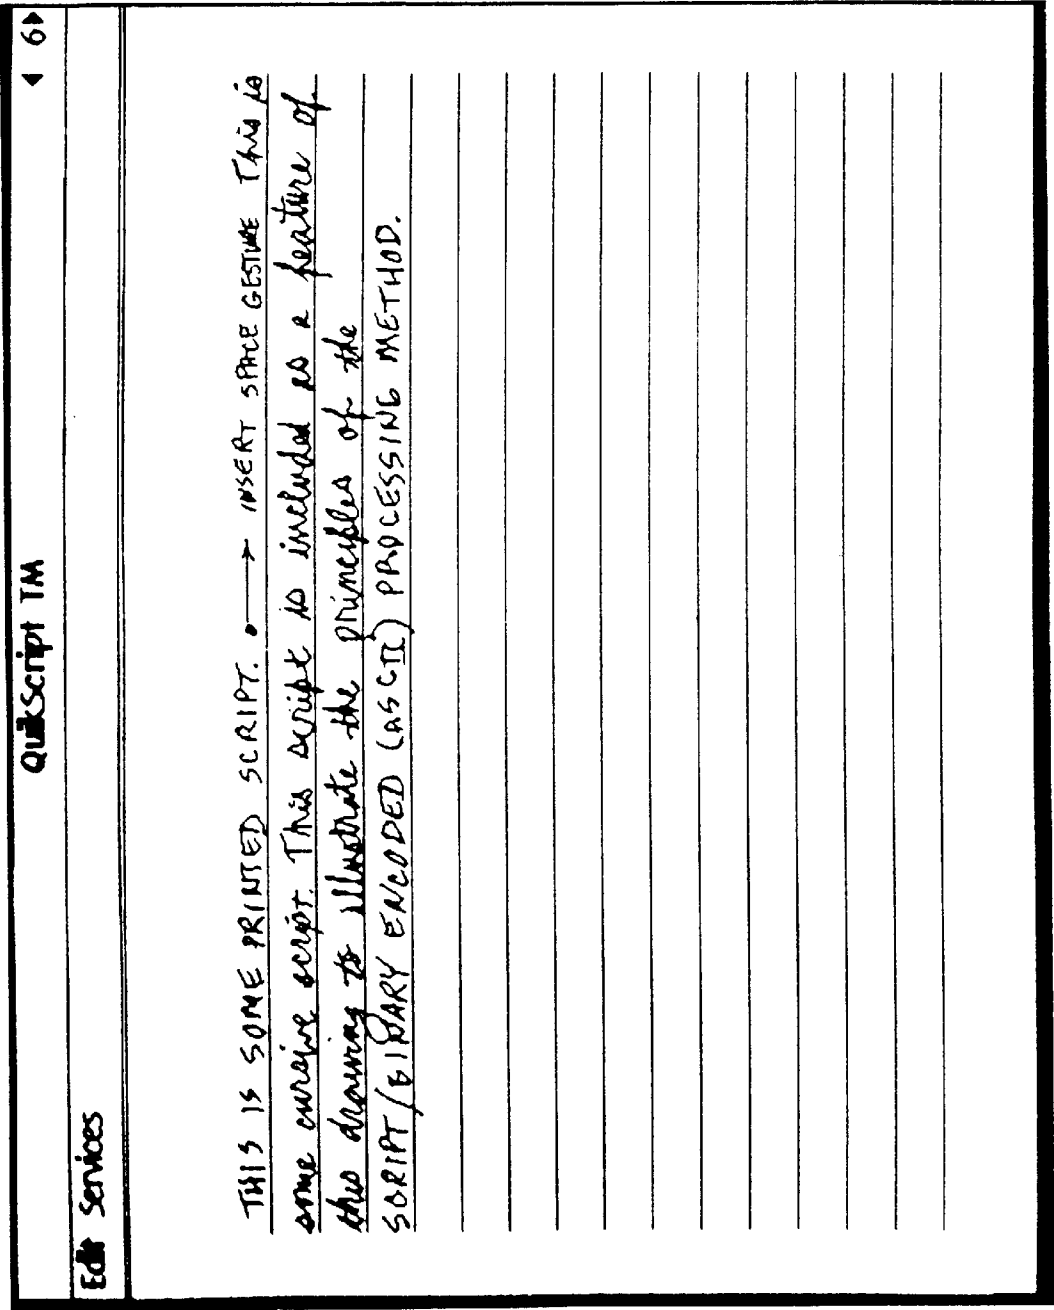 QuikScript TM ◀ 6▶
Edit Services
THIS IS SOME PRINTED SCRIPT. •⟶ INSERT SPACE GESTURE This is
some cursive script. This script is included as a feature of
this drawing to illustrate the principles of the
SCRIPT/BINARY ENCODED (ASCII) PROCESSING METHOD.